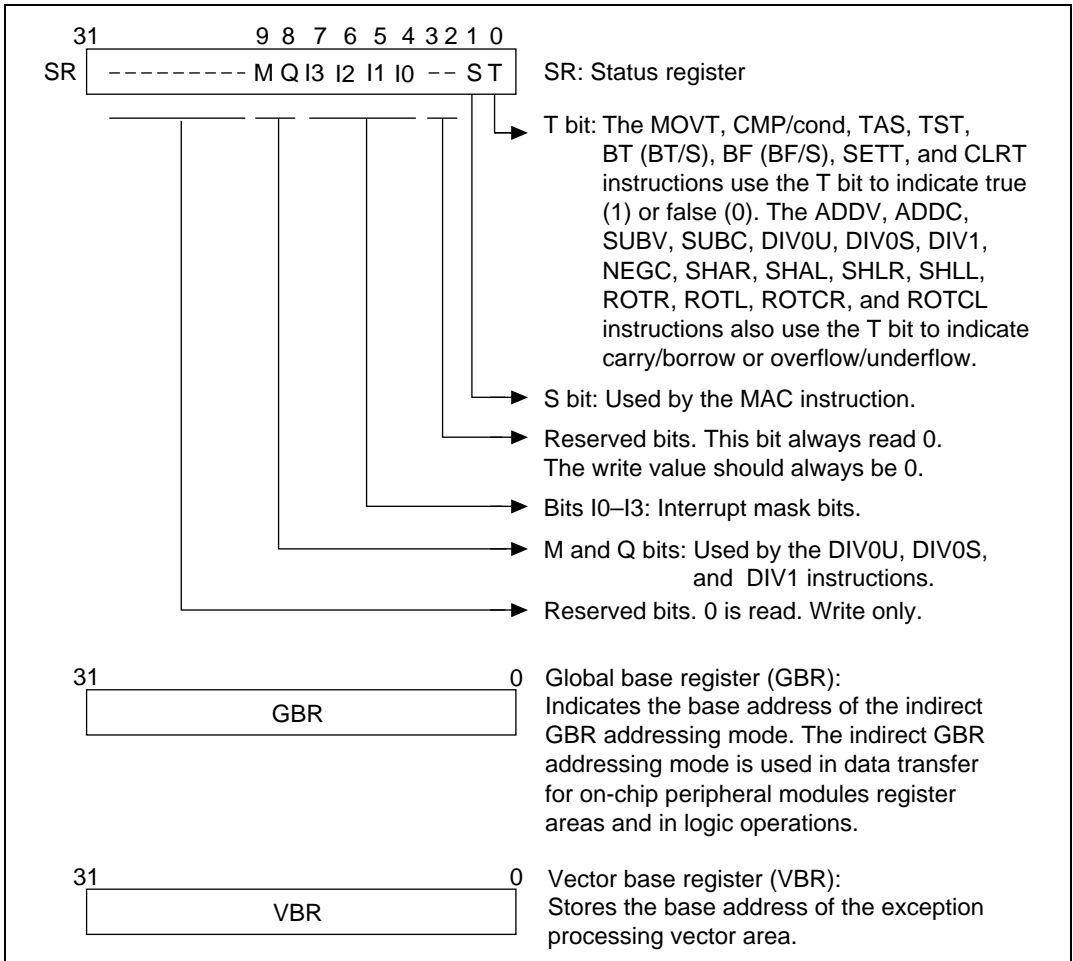 31 9 8 7 6 5 4 3 2 1 0
SR --------- M Q I3 I2 I1 I0 -- S T SR: Status register
T bit: The MOVT, CMP/cond, TAS, TST,
BT (BT/S), BF (BF/S), SETT, and CLRT
instructions use the T bit to indicate true
(1) or false (0). The ADDV, ADDC,
SUBV, SUBC, DIV0U, DIV0S, DIV1,
NEGC, SHAR, SHAL, SHLR, SHLL,
ROTR, ROTL, ROTCR, and ROTCL
instructions also use the T bit to indicate
carry/borrow or overflow/underflow.
S bit: Used by the MAC instruction.
Reserved bits. This bit always read 0.
The write value should always be 0.
Bits I0–I3: Interrupt mask bits.
M and Q bits: Used by the DIV0U, DIV0S,
and DIV1 instructions.
Reserved bits. 0 is read. Write only.
31 0 Global base register (GBR):
GBR Indicates the base address of the indirect
GBR addressing mode. The indirect GBR
addressing mode is used in data transfer
for on-chip peripheral modules register
areas and in logic operations.
31 0 Vector base register (VBR):
VBR Stores the base address of the exception
processing vector area.